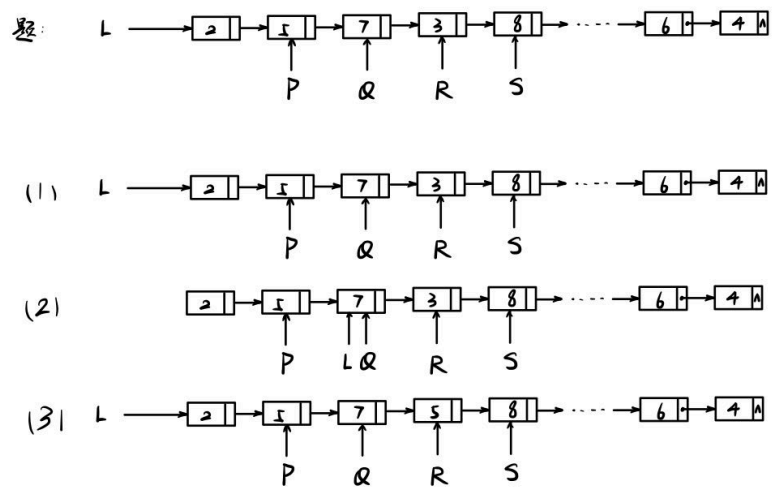 题: L 2 5 7 3 8 ···· 6 4 ∧
P Q R S
(1) L 2 5 7 3 8 ···· 6 4 ∧
P Q R S
(2) 2 5 7 3 8 ···· 6 4 ∧
P L Q R S
(3) L 2 5 7 5 8 ···· 6 4 ∧
P Q R S